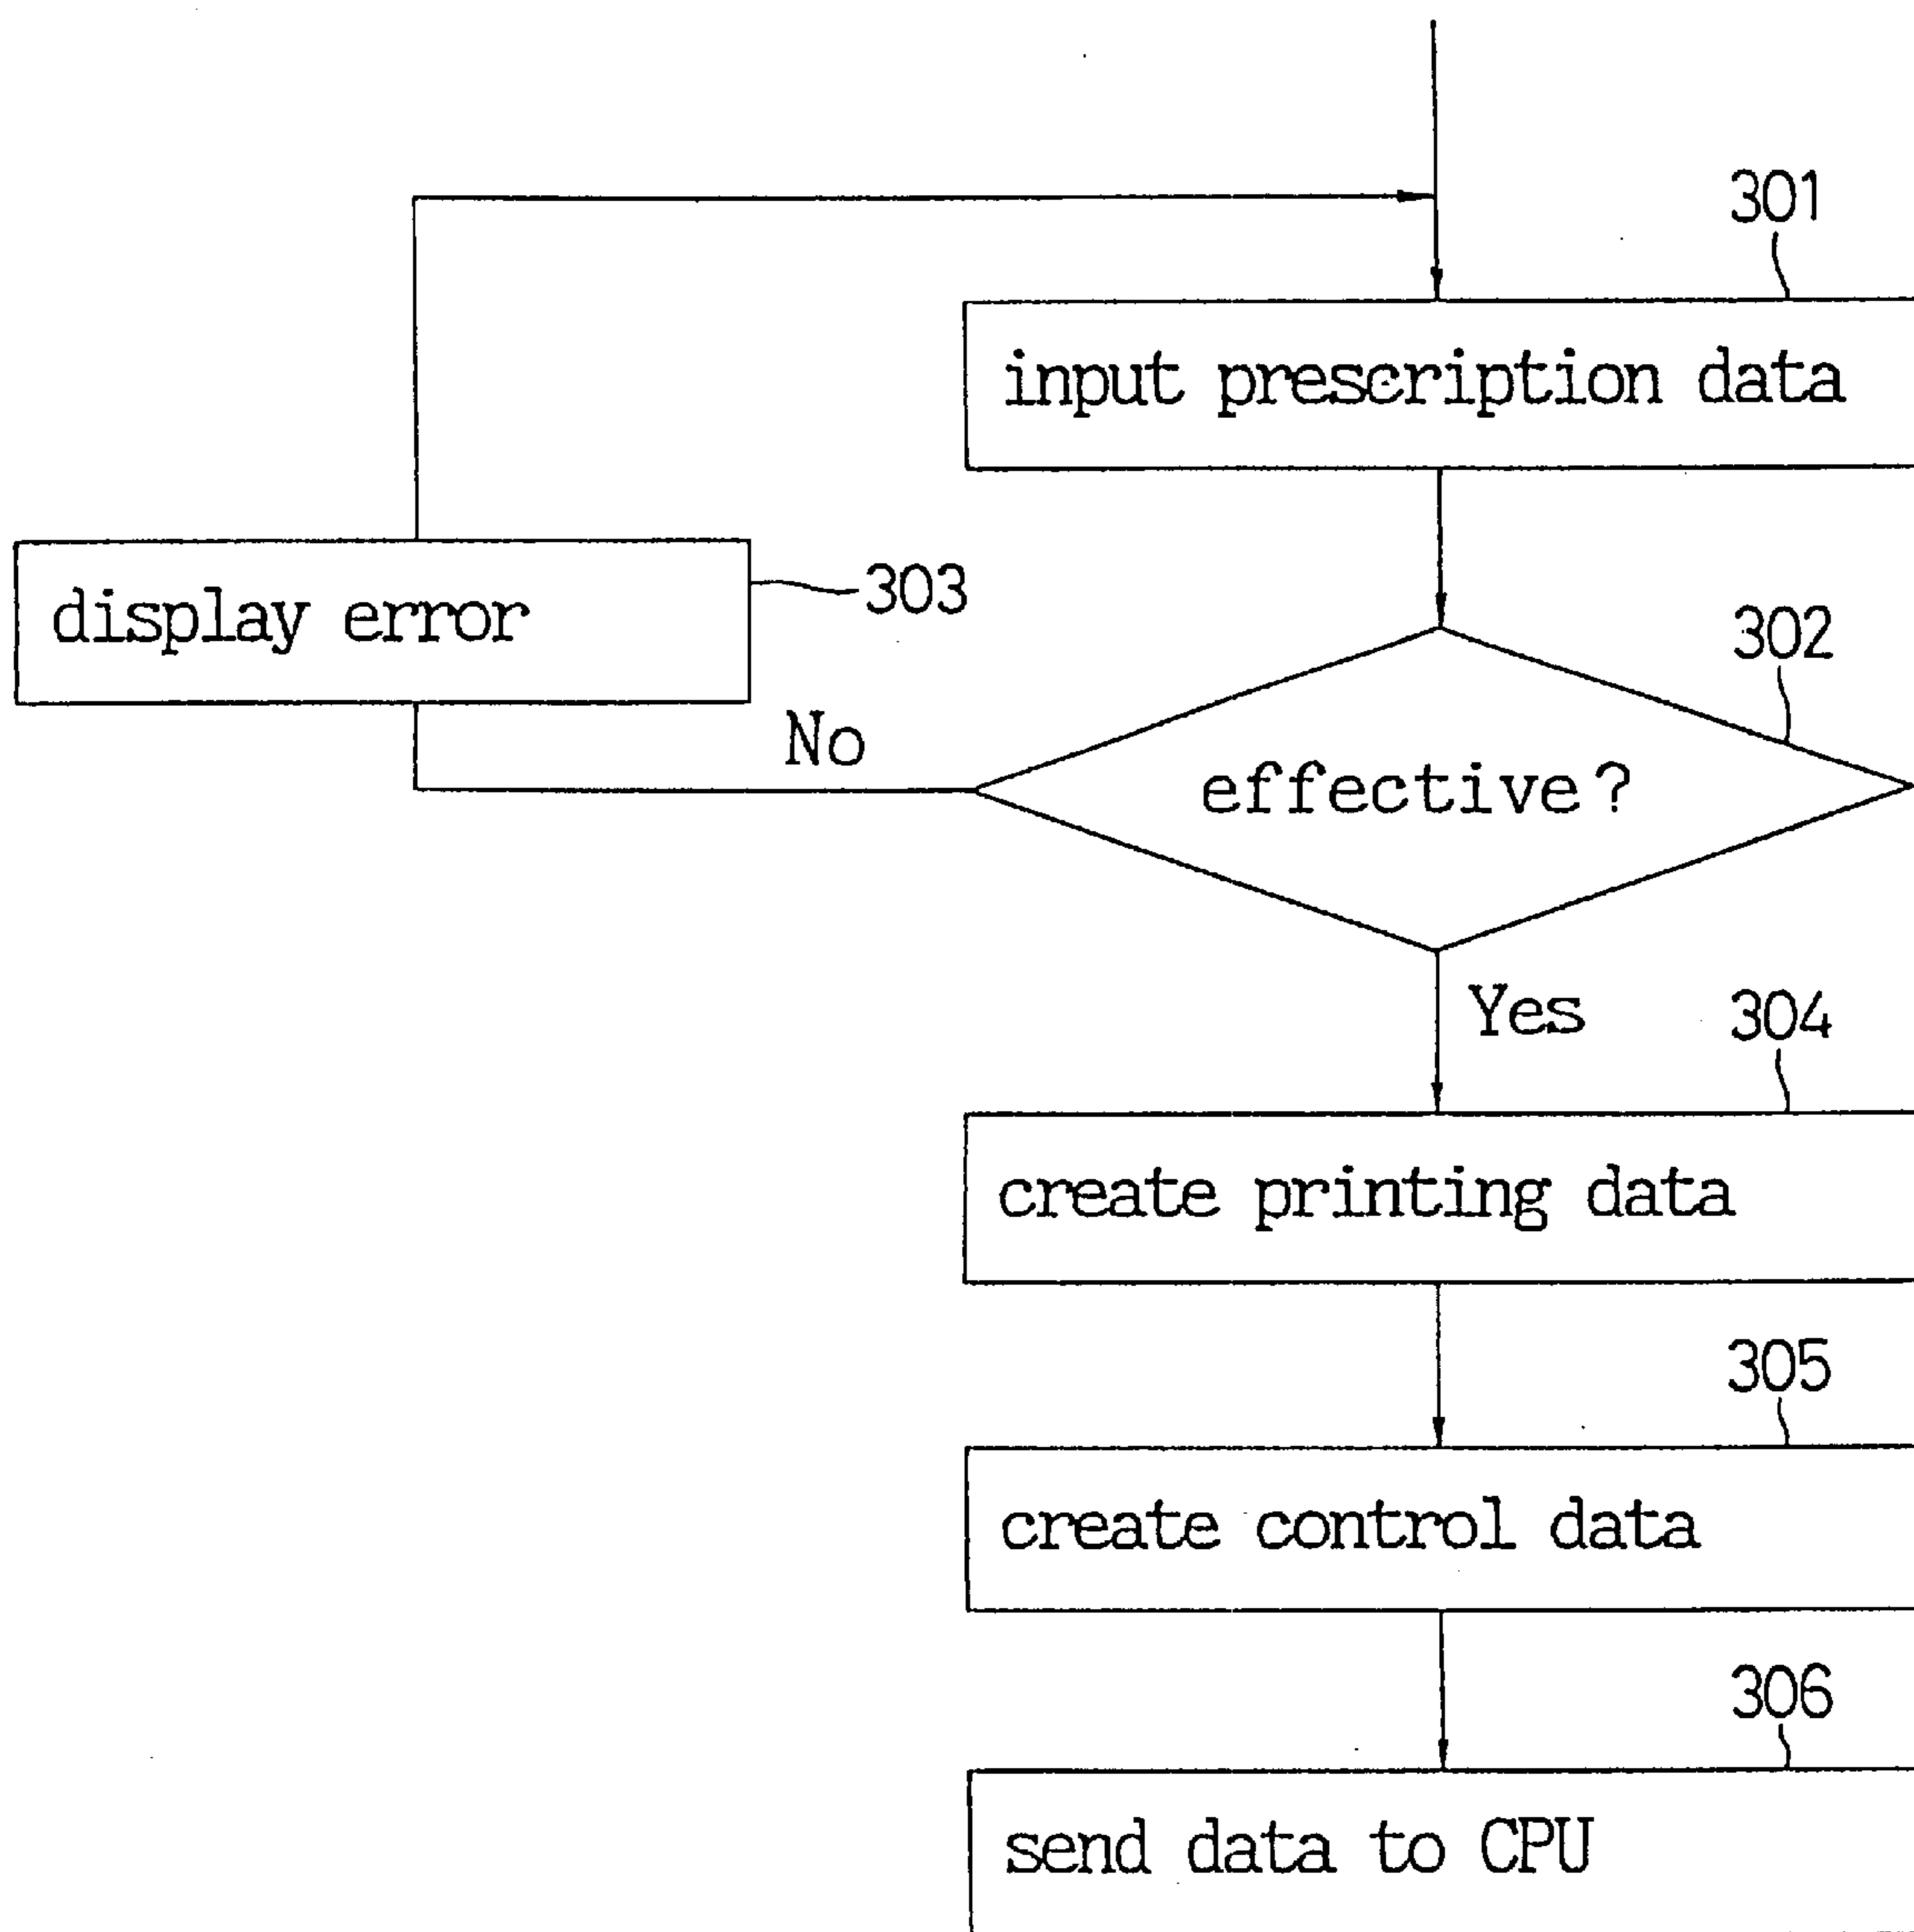 301
input prescription data
display error
303
302
No
effective?
Yes
304
create printing data
305
create control data
306
send data to CPU